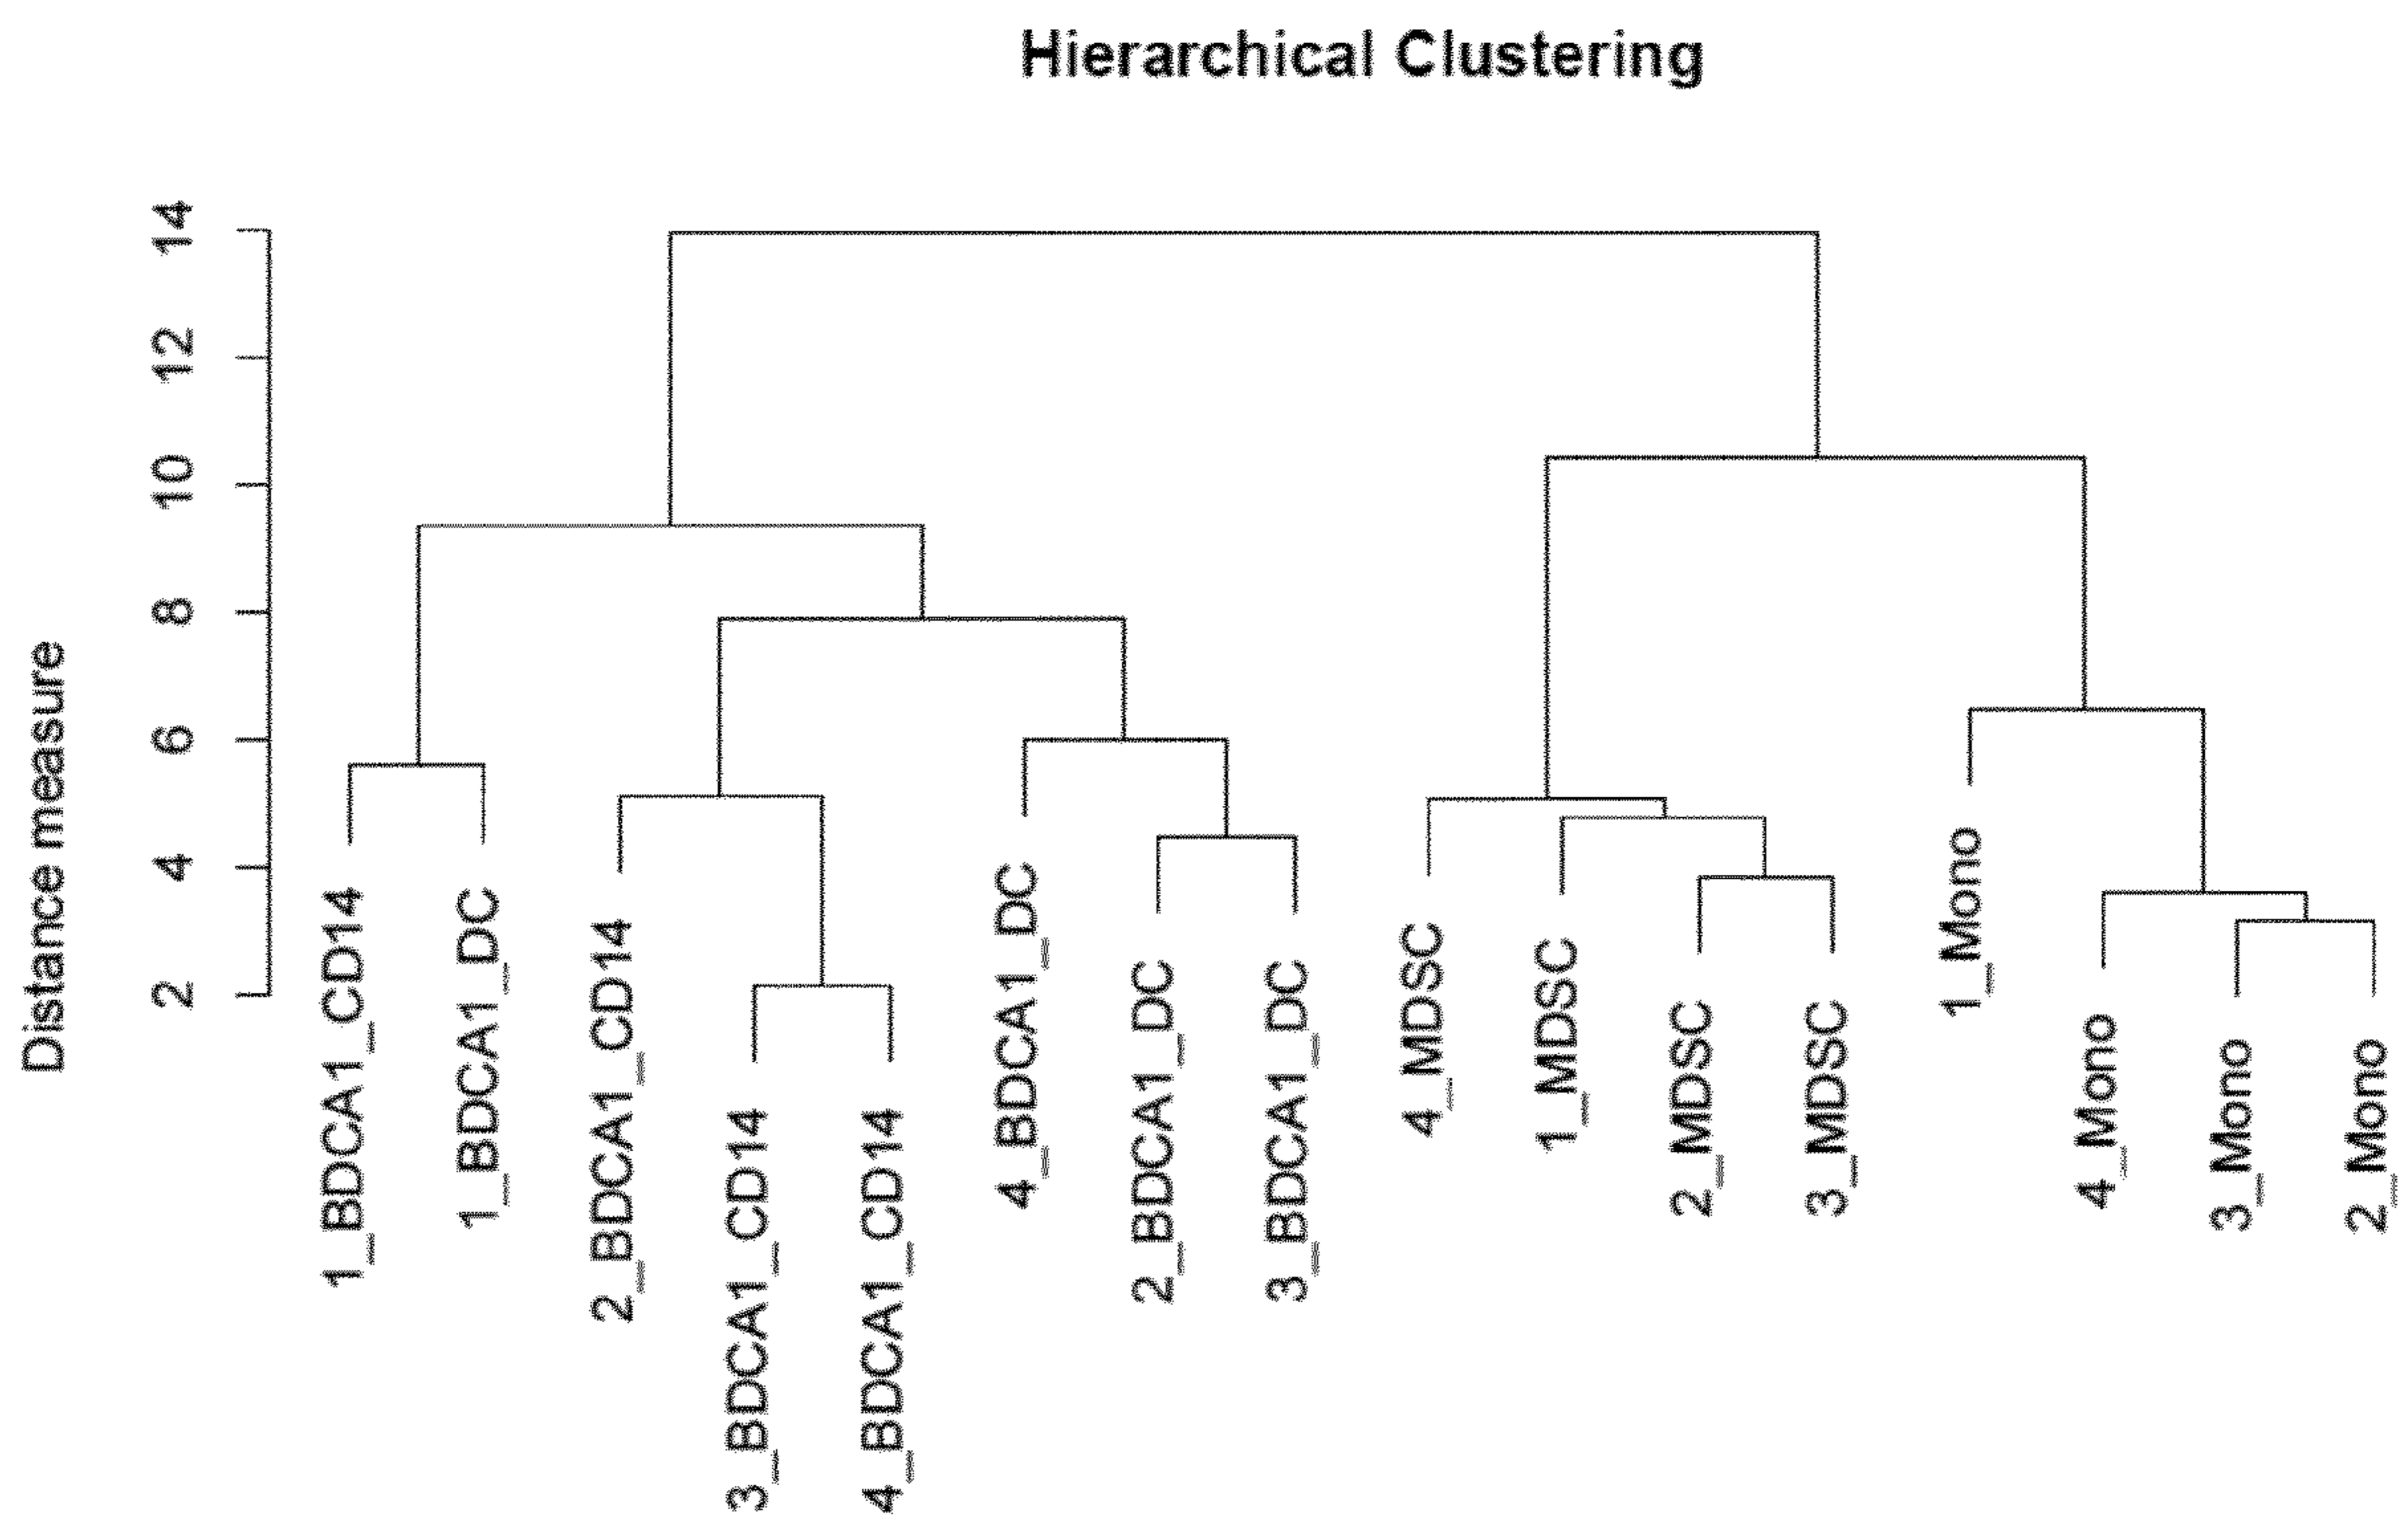 Hierarchical Clustering
Distance measure
14
12
10
8
6
4
2
1_BDCA1_CD14
1_BDCA1_DC
2_BDCA1_CD14
3_BDCA1_CD14
4_BDCA1_CD14
4_BDCA1_DC
2_BDCA1_DC
3_BDCA1_DC
4_MDSC
1_MDSC
2_MDSC
3_MDSC
1_Mono
4_Mono
3_Mono
2_Mono